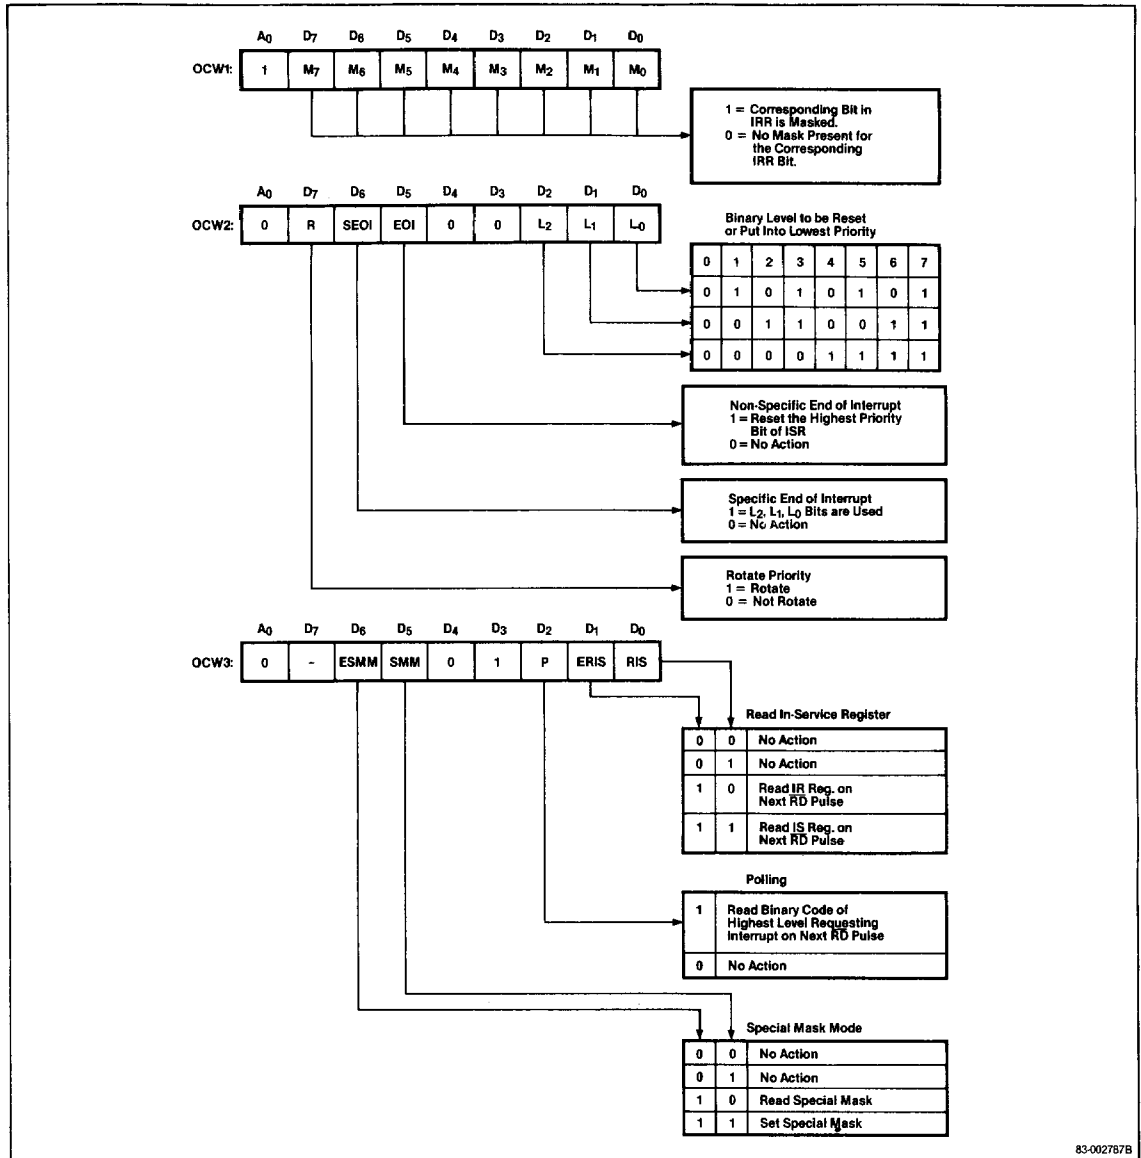 A0 D7 D6 D5 D4 D3 D2 D1 D0
OCW1: 1 M7 M6 M5 M4 M3 M2 M1 M0
1 = Corresponding Bit in
IRR is Masked.
0 = No Mask Present for
the Corresponding
IRR Bit.
A0 D7 D6 D5 D4 D3 D2 D1 D0
OCW2: 0 R SEOI EOI 0 0 L2 L1 L0
Binary Level to be Reset
or Put Into Lowest Priority
0 1 2 3 4 5 6 7
0 1 0 1 0 1 0 1
0 0 1 1 0 0 1 1
0 0 0 0 1 1 1 1
Non-Specific End of Interrupt
1 = Reset the Highest Priority
Bit of ISR
0 = No Action
Specific End of Interrupt
1 = L2, L1, L0 Bits are Used
0 = No Action
Rotate Priority
1 = Rotate
0 = Not Rotate
A0 D7 D6 D5 D4 D3 D2 D1 D0
OCW3: 0 - ESMM SMM 0 1 P ERIS RIS
Read In-Service Register
0 0 No Action
0 1 No Action
1 0 Read IR Reg. on
Next RD Pulse
1 1 Read IS Reg. on
Next RD Pulse
Polling
1 Read Binary Code of
Highest Level Requesting
Interrupt on Next RD Pulse
0 No Action
Special Mask Mode
0 0 No Action
0 1 No Action
1 0 Read Special Mask
1 1 Set Special Mask
83-002787B